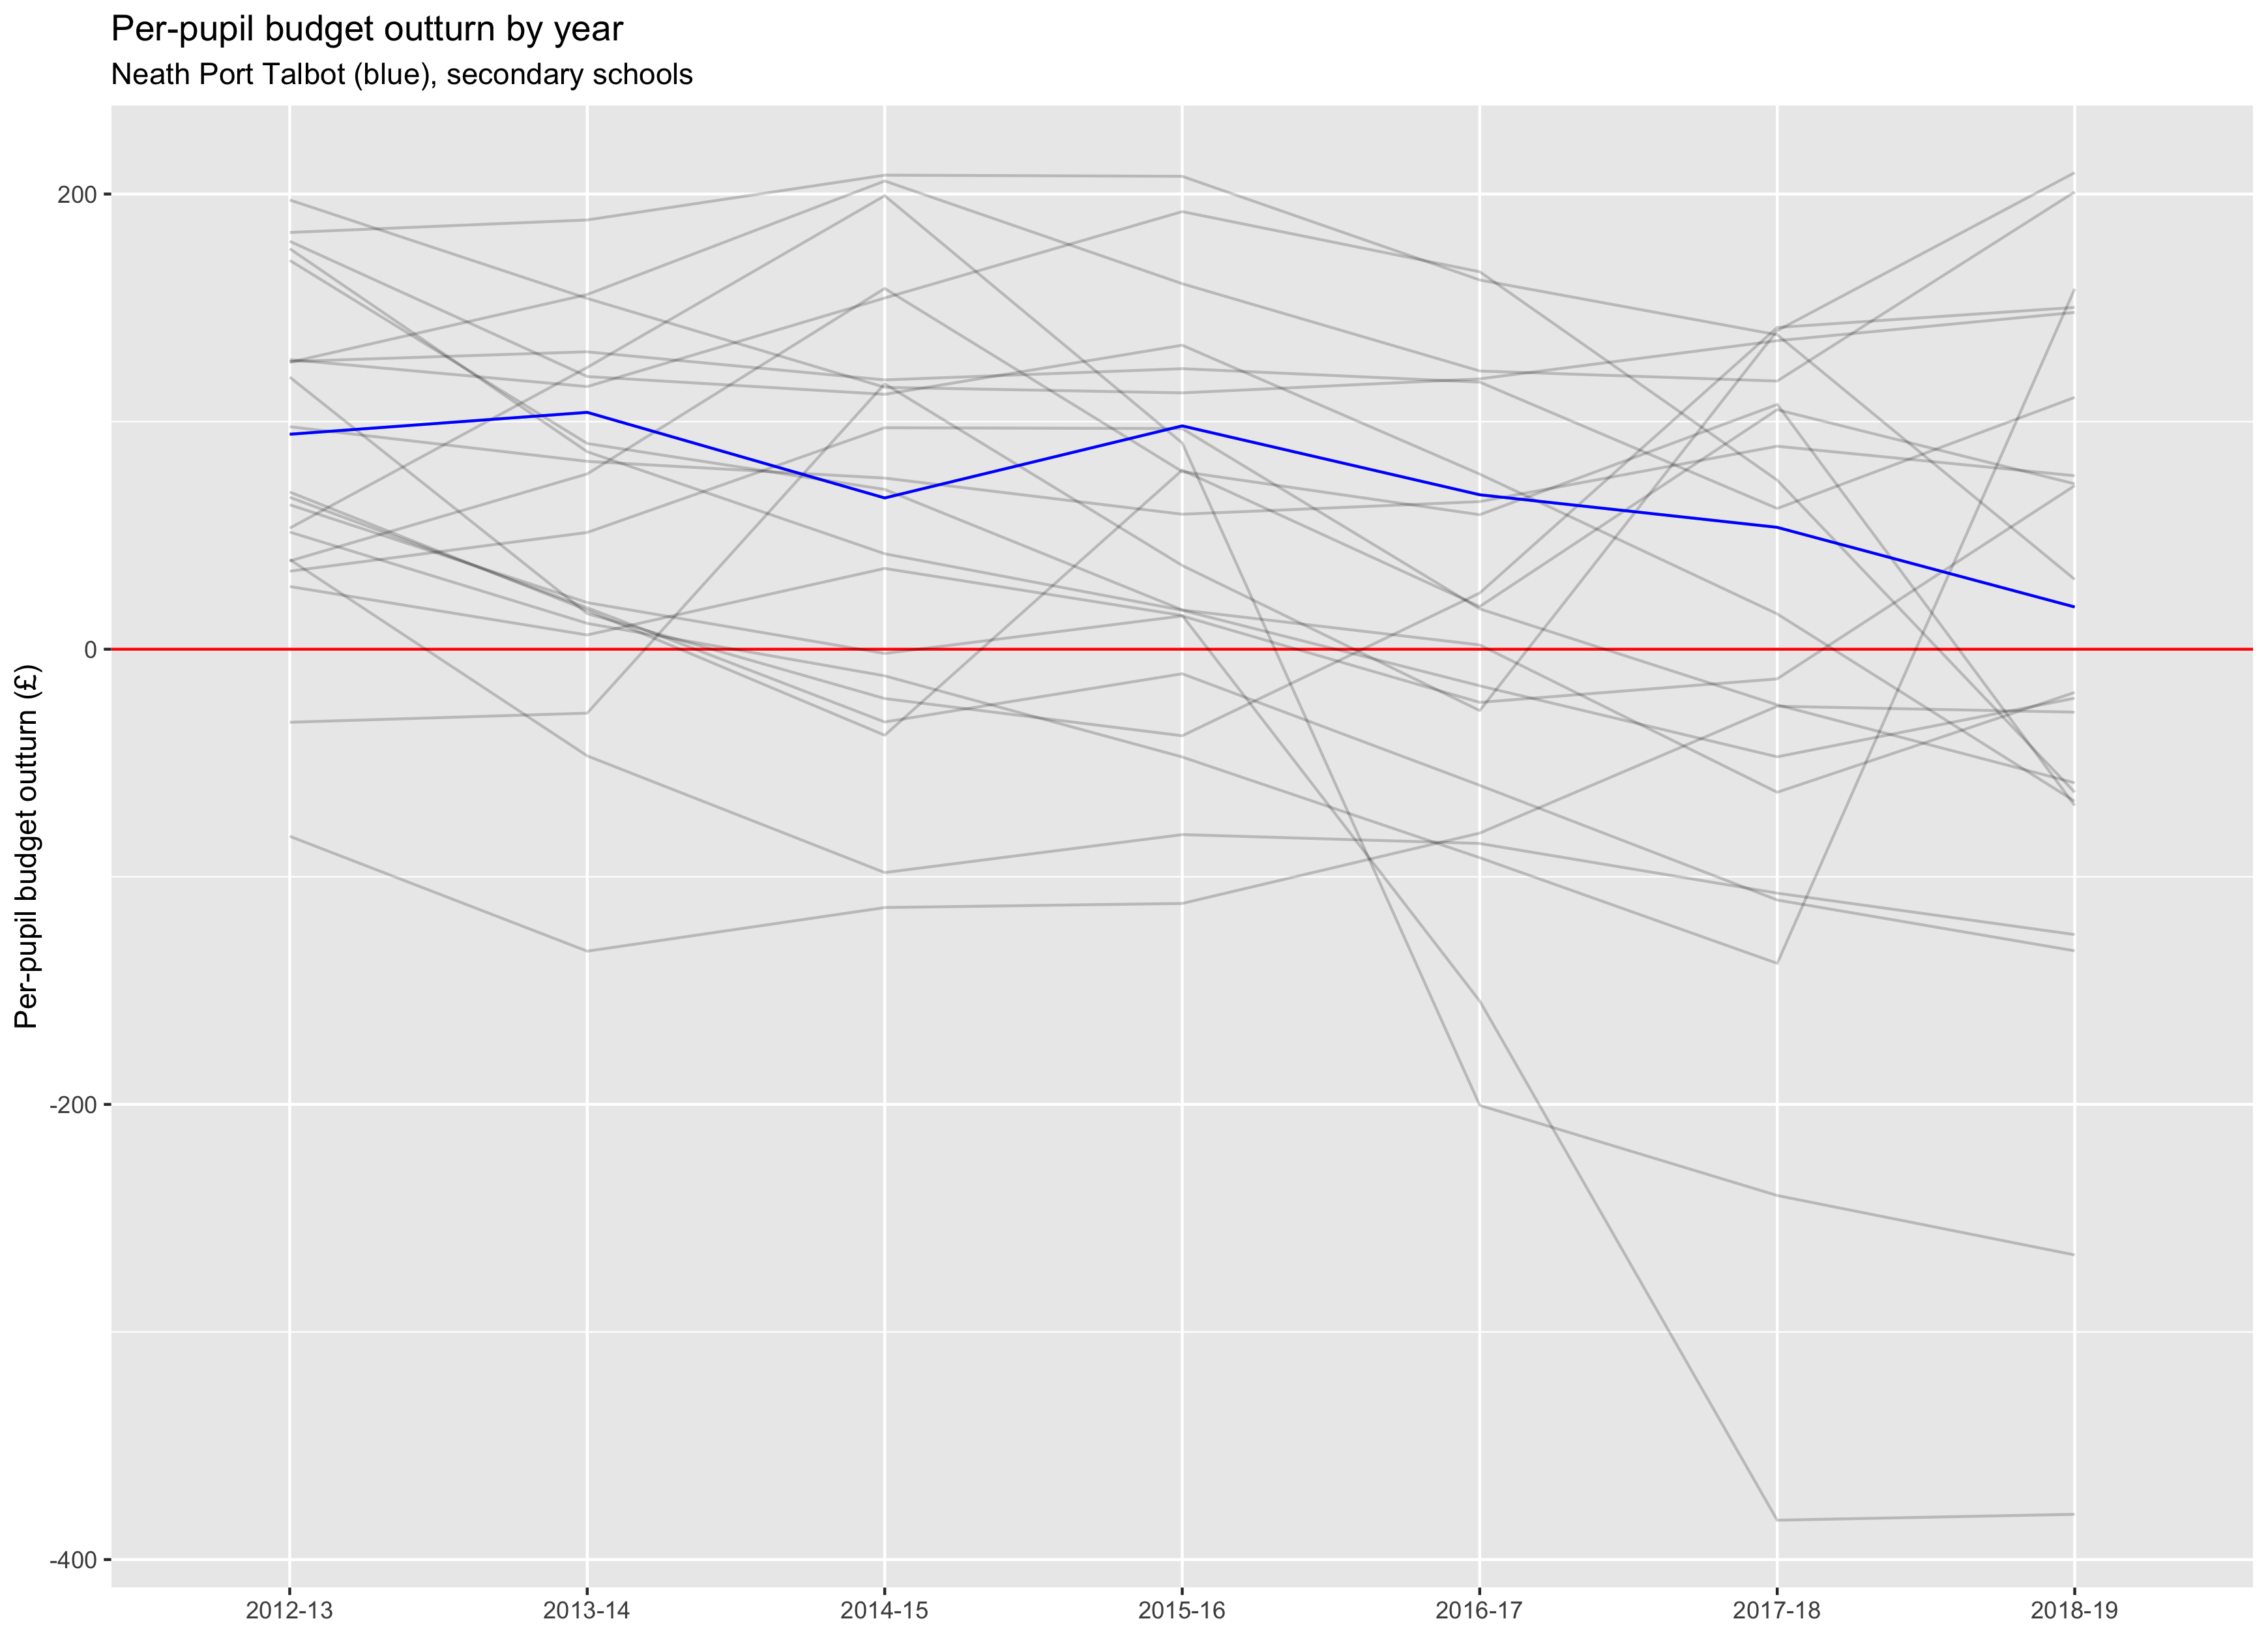 Per-pupil budget outturn by year
Neath Port Talbot (blue), secondary schools
Per-pupil budget outturn (£)
200
0
-200
-400
2012-13 2013-14 2014-15 2015-16 2016-17 2017-18 2018-19